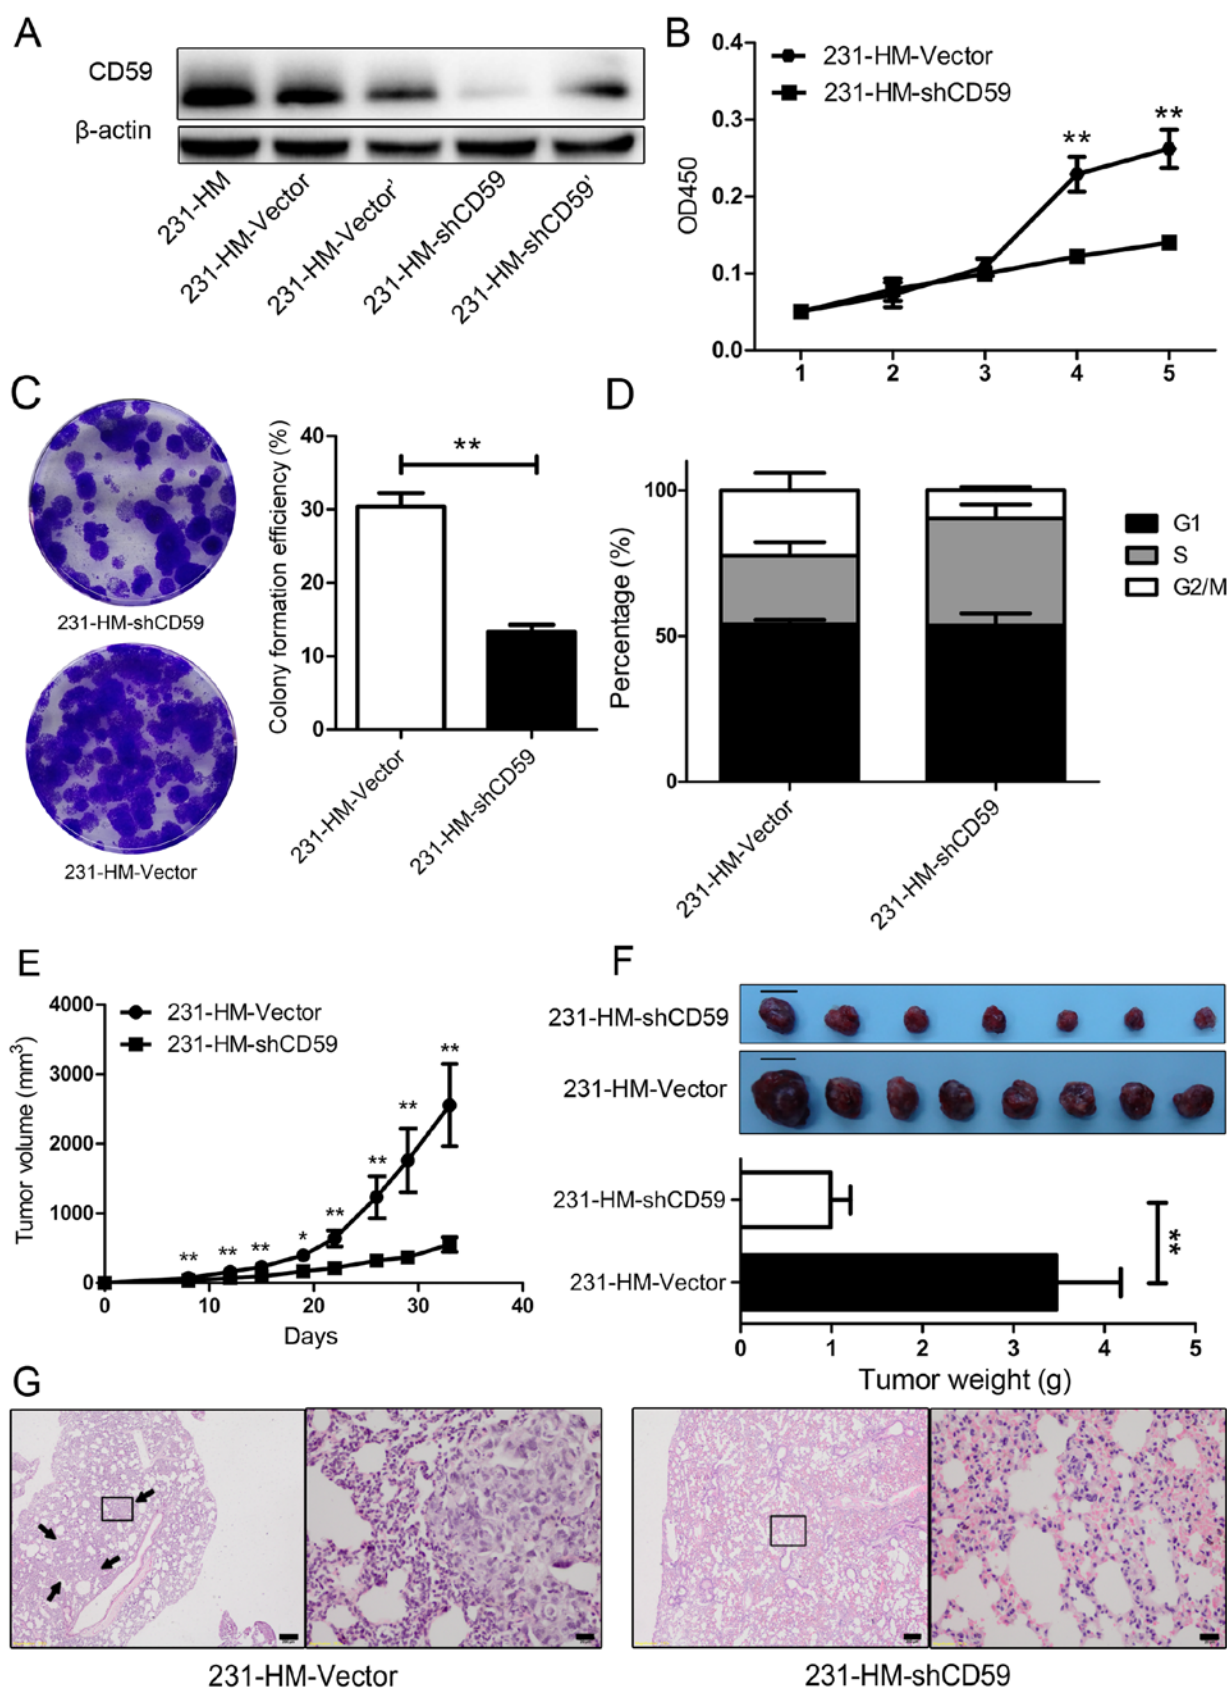 A
CD59
β-actin
231-HM
231-HM-Vector
231-HM-Vector'
231-HM-shCD59
231-HM-shCD59'
B
0.4
0.3
0.2
0.1
0.0
OD450
231-HM-Vector
231-HM-shCD59
**
**
1 2 3 4 5
C
231-HM-shCD59
231-HM-Vector
Colony formation efficiency (%)
40
30
20
10
0
**
231-HM-Vector
231-HM-shCD59
D
Percentage (%)
100
50
0
G1
S
G2/M
231-HM-Vector
231-HM-shCD59
E
Tumor volume (mm³)
4000
3000
2000
1000
0
231-HM-Vector
231-HM-shCD59
** ** ** * ** ** ** **
0 10 20 30 40
Days
F
231-HM-shCD59
231-HM-Vector
231-HM-shCD59
231-HM-Vector
**
0 1 2 3 4 5
Tumor weight (g)
G
231-HM-Vector
231-HM-shCD59